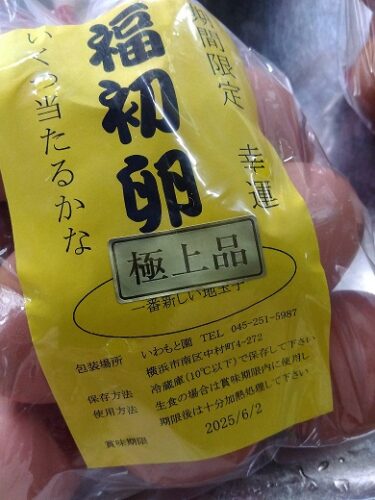 期間限定
幸運
福初卵
いくつ当たるかな
極上品
一番新しい地玉子
包装場所 いわもと園 TEL 045-251-5987
横浜市南区中村町4-272
保存方法 冷蔵庫(10℃以下)で保存して下さい
使用方法 生食の場合は賞味期限内に使用し
期限後は十分加熱処理して下さい
賞味期限 2025/6/2